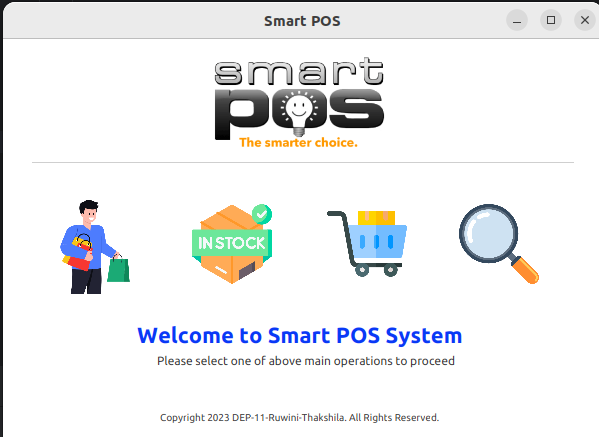 Smart POS
smart
pos
The smarter choice.
IN STOCK
Welcome to Smart POS System
Please select one of above main operations to proceed
Copyright 2023 DEP-11-Ruwini-Thakshila. All Rights Reserved.